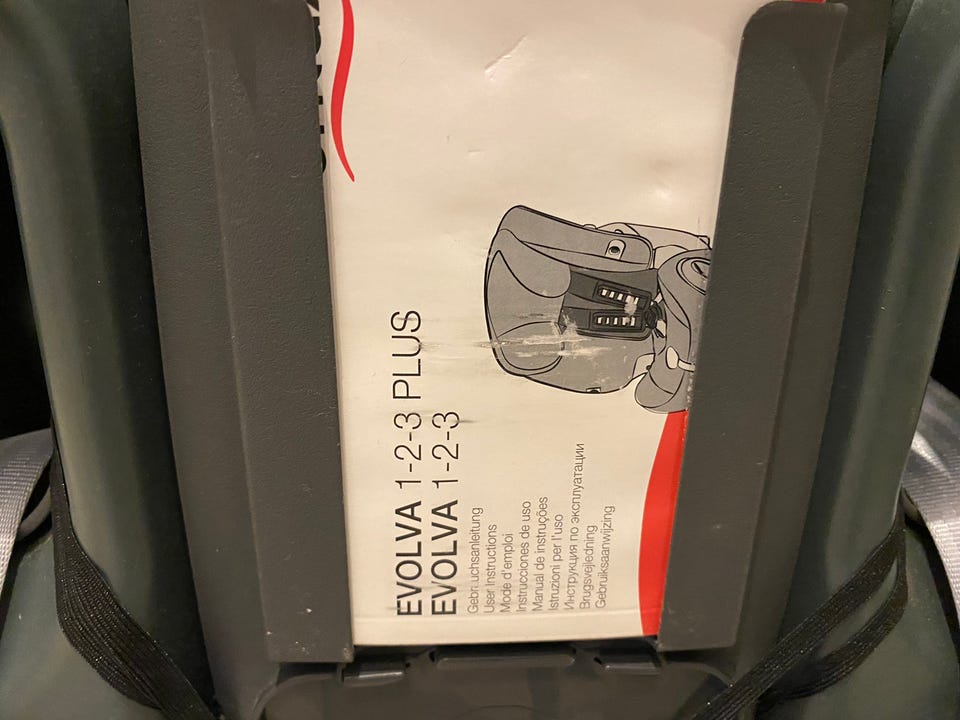 EVOLVA 1-2-3 PLUS
EVOLVA 1-2-3
Gebrauchsanleitung
User Instructions
Mode d'emploi
Instrucciones de uso
Manual de instruções
Istruzioni per l'uso
Инструкция по эксплуатации
Brugsvejledning
Gebruiksaanwijzing